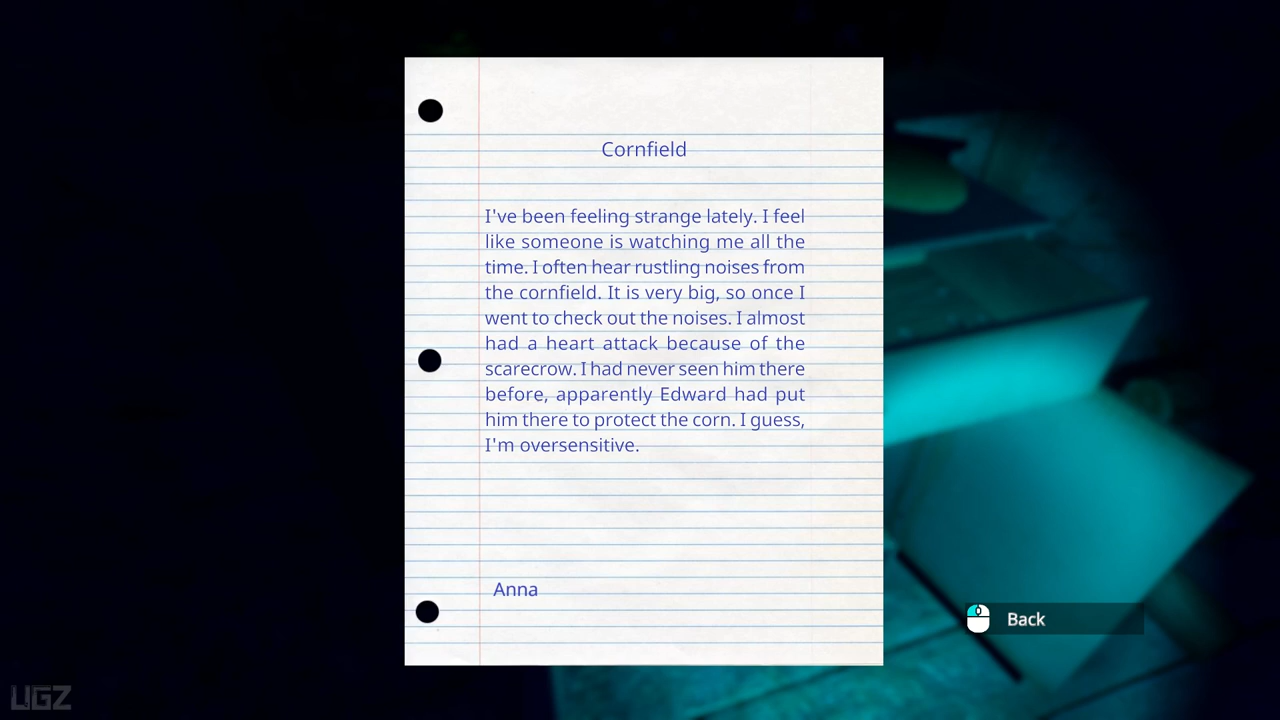 Cornfield
I've been feeling strange lately. I feel
like someone is watching me all the
time. I often hear rustling noises from
the cornfield. It is very big, so once I
went to check out the noises. I almost
had a heart attack because of the
scarecrow. I had never seen him there
before, apparently Edward had put
him there to protect the corn. I guess,
I'm oversensitive.
Anna
Back
UGZ